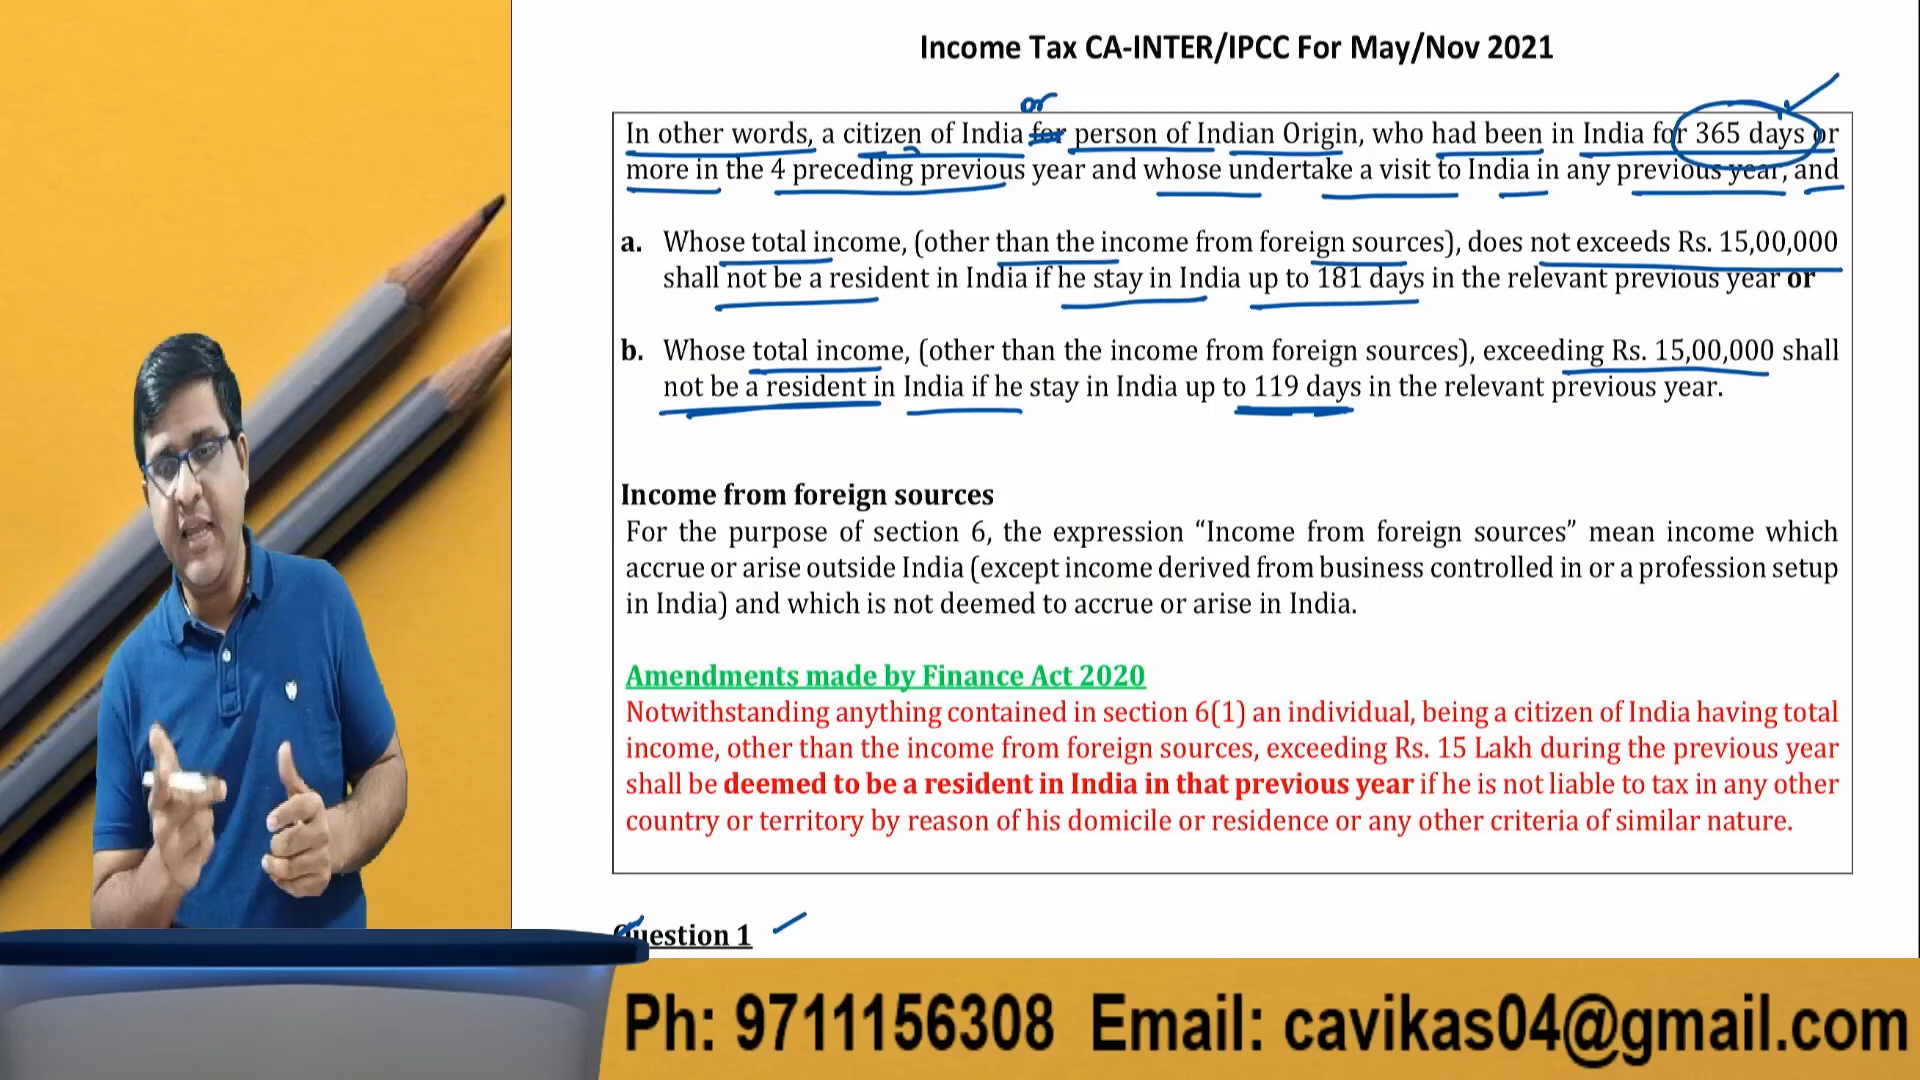 Income Tax CA-INTER/IPCC For May/Nov 2021
or
In other words, a citizen of India for person of Indian Origin, who had been in India for 365 days or
more in the 4 preceding previous year and whose undertake a visit to India in any previous year, and
a. Whose total income, (other than the income from foreign sources), does not exceeds Rs. 15,00,000
shall not be a resident in India if he stay in India up to 181 days in the relevant previous year or
b. Whose total income, (other than the income from foreign sources), exceeding Rs. 15,00,000 shall
not be a resident in India if he stay in India up to 119 days in the relevant previous year.
Income from foreign sources
For the purpose of section 6, the expression “Income from foreign sources” mean income which
accrue or arise outside India (except income derived from business controlled in or a profession setup
in India) and which is not deemed to accrue or arise in India.
Amendments made by Finance Act 2020
Notwithstanding anything contained in section 6(1) an individual, being a citizen of India having total
income, other than the income from foreign sources, exceeding Rs. 15 Lakh during the previous year
shall be deemed to be a resident in India in that previous year if he is not liable to tax in any other
country or territory by reason of his domicile or residence or any other criteria of similar nature.
Question 1
Ph: 9711156308 Email: cavikas04@gmail.com